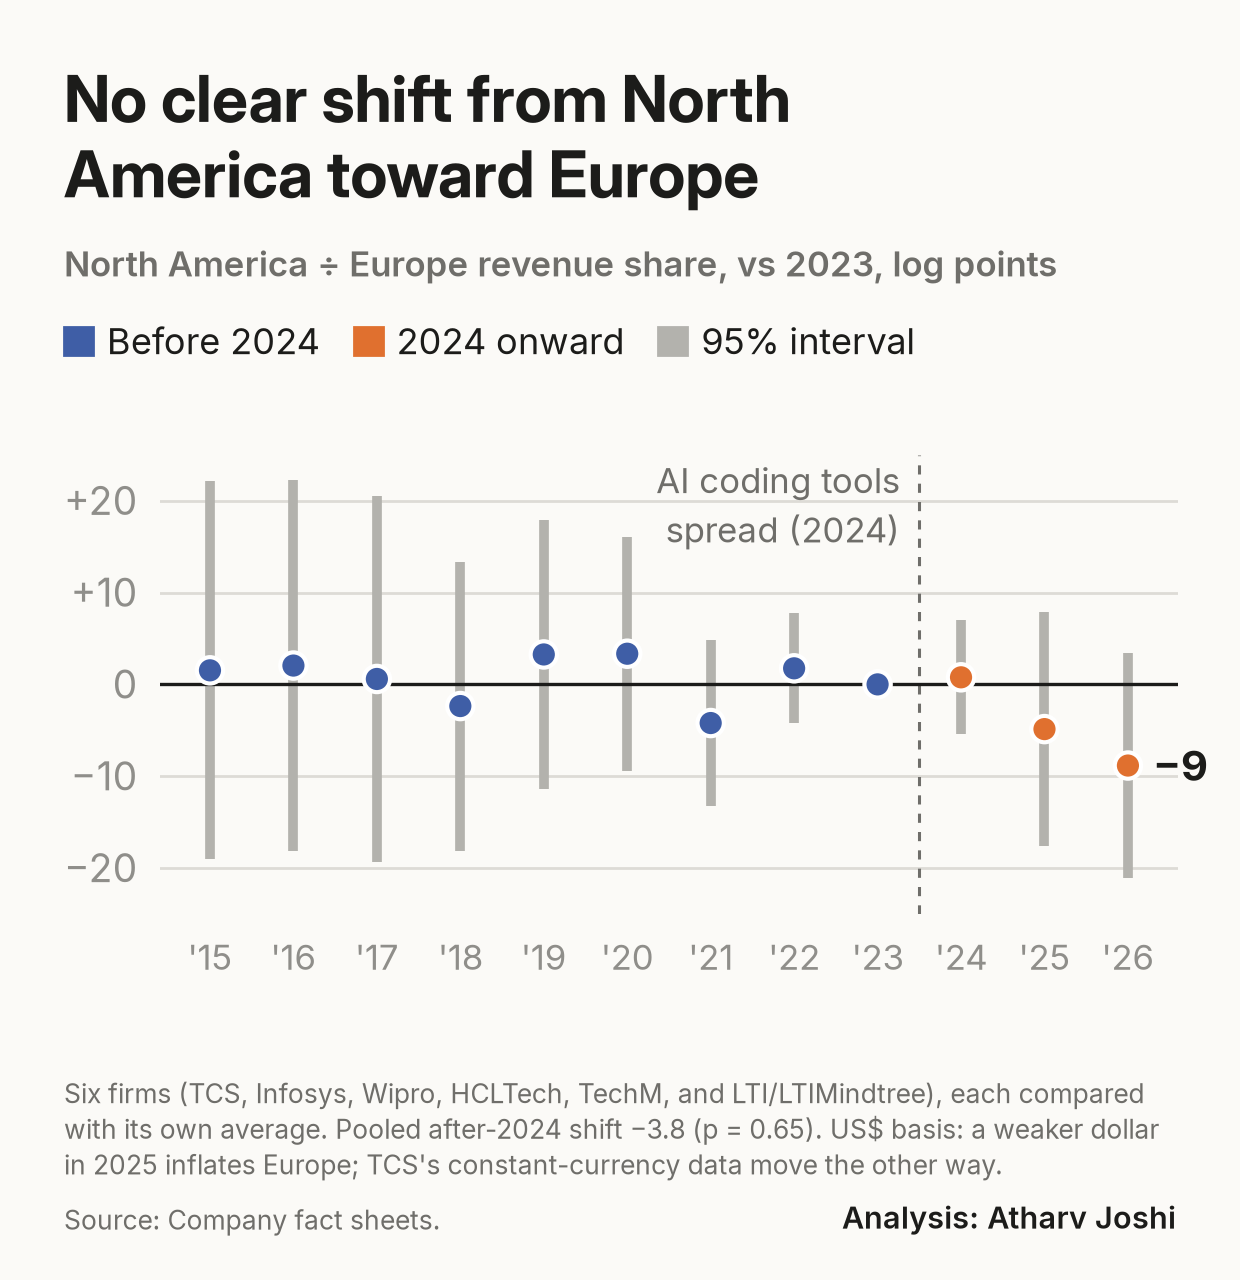 No clear shift from North
America toward Europe
North America ÷ Europe revenue share, vs 2023, log points
Before 2024 2024 onward 95% interval
AI coding tools
spread (2024)
+20
+10
0
−10
−20
−9
'15 '16 '17 '18 '19 '20 '21 '22 '23 '24 '25 '26
Six firms (TCS, Infosys, Wipro, HCLTech, TechM, and LTI/LTIMindtree), each compared
with its own average. Pooled after-2024 shift −3.8 (p = 0.65). US$ basis: a weaker dollar
in 2025 inflates Europe; TCS's constant-currency data move the other way.
Source: Company fact sheets.
Analysis: Atharv Joshi